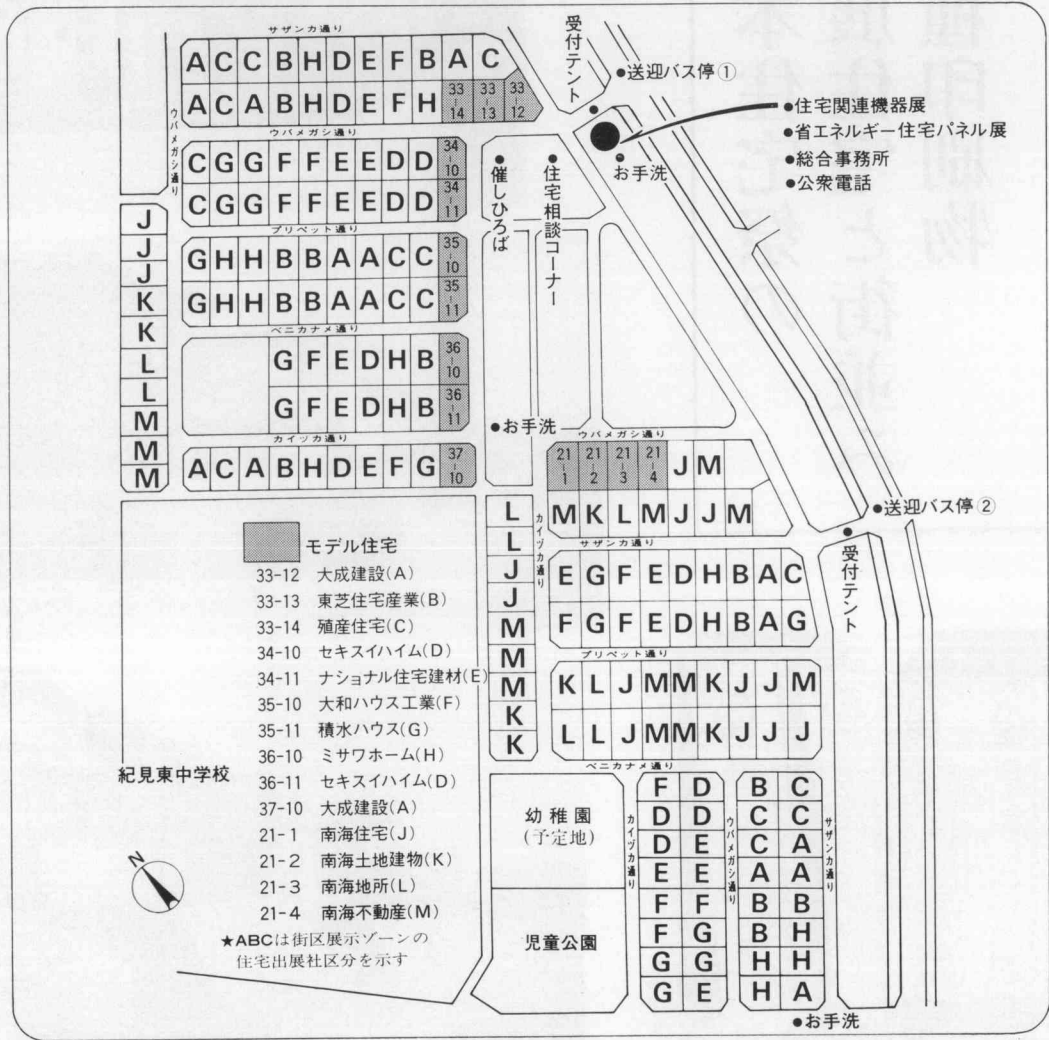 サザンカ通り
A C C B H D E F B A C
A C A B H D E F H 33-14 33-13 33-12
ウバメガシ通り
ウバメガシ通り
C G G F F E E D D 34-10
C G G F F E E D D 34-11
プリペット通り
G H H B B A A C C 35-10
G H H B B A A C C 35-11
ベニカナメ通り
G F E D H B 36-10
G F E D H B 36-11
カイツカ通り
A C A B H D E F G 37-10
J
J
J
K
K
L
L
M
M
M
受付テント
●送迎バス停①
●住宅関連機器展
●省エネルギー住宅パネル展
●総合事務所
●公衆電話
お手洗
●催しひろば
●住宅相談コーナー
●お手洗
ウバメガシ通り
21-1 21-2 21-3 21-4 J M
M K L M J J M
サザンカ通り
カイヅカ通り
E G F E D H B A C
F G F E D H B A G
プリペット通り
K L J M M K J J M
L L J M M K J J J
ベニカナメ通り
L
L
J
J
M
M
M
K
K
●送迎バス停②
●受付テント
モデル住宅
33-12 大成建設(A)
33-13 東芝住宅産業(B)
33-14 殖産住宅(C)
34-10 セキスイハイム(D)
34-11 ナショナル住宅建材(E)
35-10 大和ハウス工業(F)
35-11 積水ハウス(G)
36-10 ミサワホーム(H)
36-11 セキスイハイム(D)
37-10 大成建設(A)
21-1 南海住宅(J)
21-2 南海土地建物(K)
21-3 南海地所(L)
21-4 南海不動産(M)
★ABCは街区展示ゾーンの
住宅出展社区分を示す
紀見東中学校
N
幼稚園
(予定地)
児童公園
カイヅカ通り
ウバメガシ通り
サザンカ通り
F D B C
D D C C
D E C A
E E A A
F F B B
F G B H
G G H H
G E H A
●お手洗